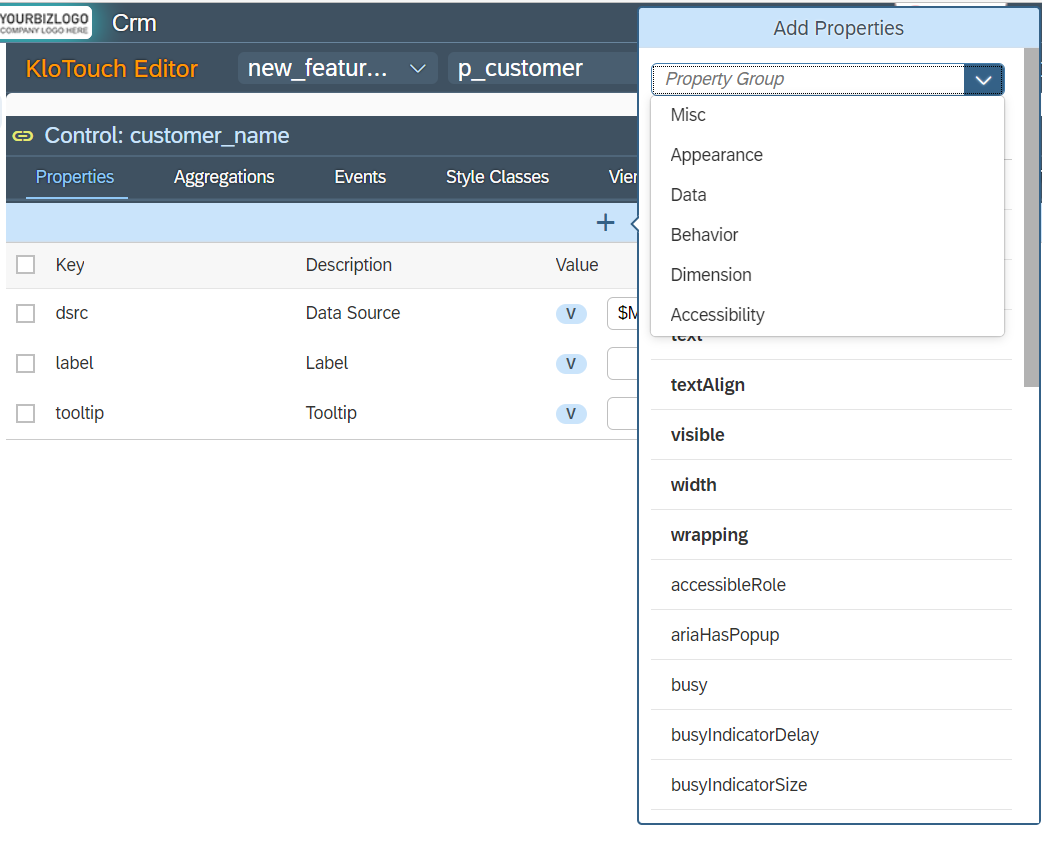 YOURBIZLOGO
COMPANY LOGO HERE
Crm
KloTouch Editor
new_featur...
p_customer
Control: customer_name
Properties
Aggregations
Events
Style Classes
+
Key
Description
Value
dsrc
Data Source
V
$M
label
Label
V
tooltip
Tooltip
V
Add Properties
Property Group
Misc
Appearance
Data
Behavior
Dimension
Accessibility
text
textAlign
visible
width
wrapping
accessibleRole
ariaHasPopup
busy
busyIndicatorDelay
busyIndicatorSize